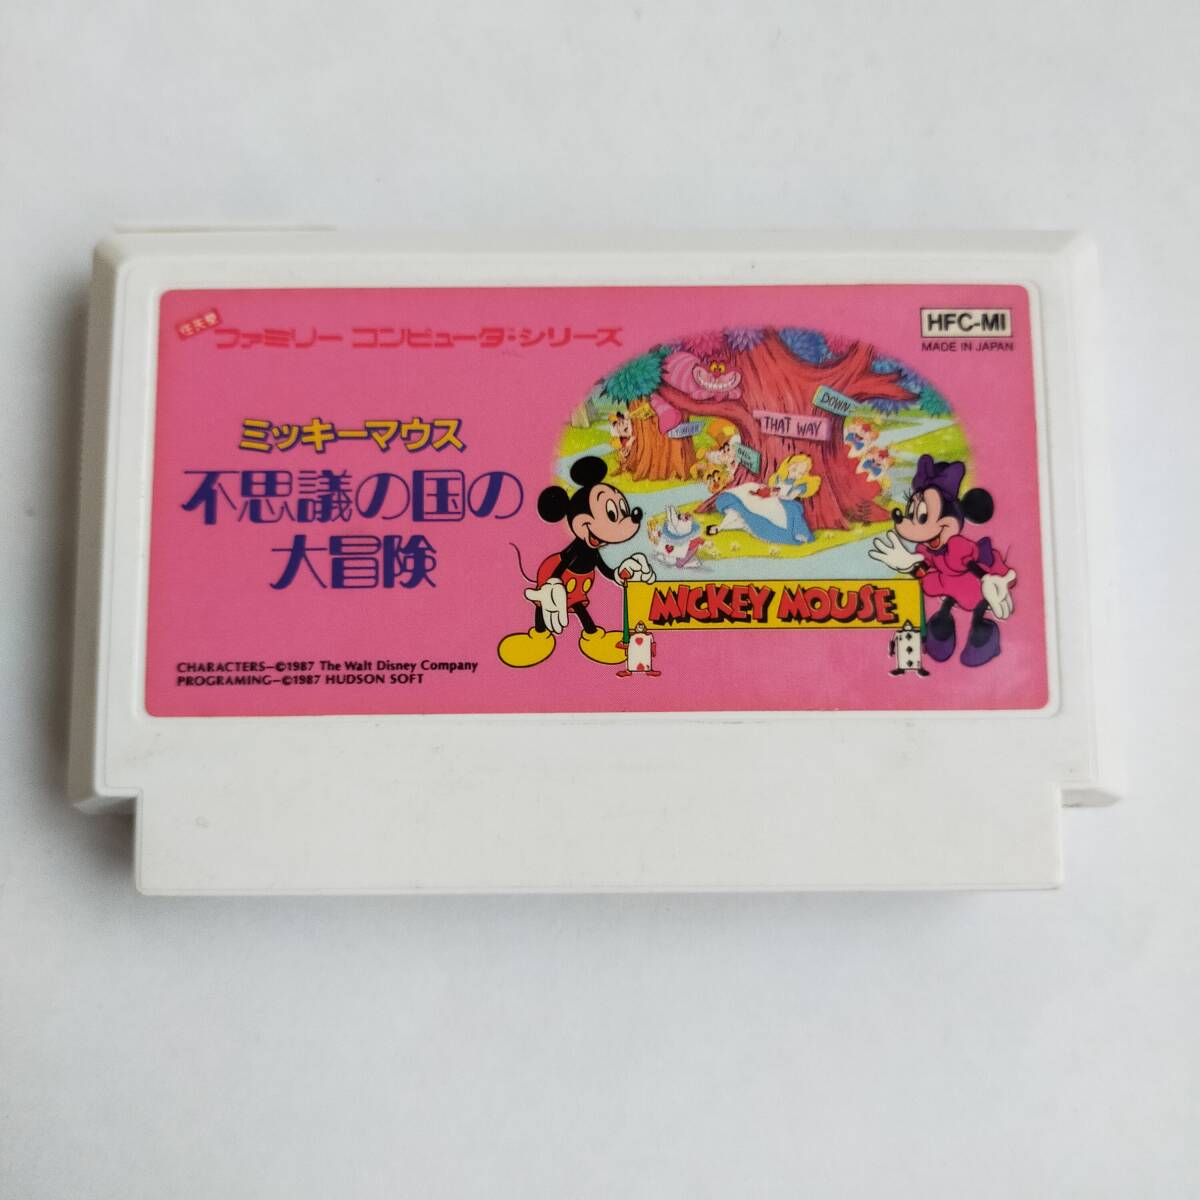 任天堂
ファミリー コンピュータ・シリーズ
HFC-MI
MADE IN JAPAN
ミッキーマウス
不思議の国の
大冒険
DOWN
THAT WAY
MICKEY MOUSE
CHARACTERS—©1987 The Walt Disney Company
PROGRAMING—©1987 HUDSON SOFT